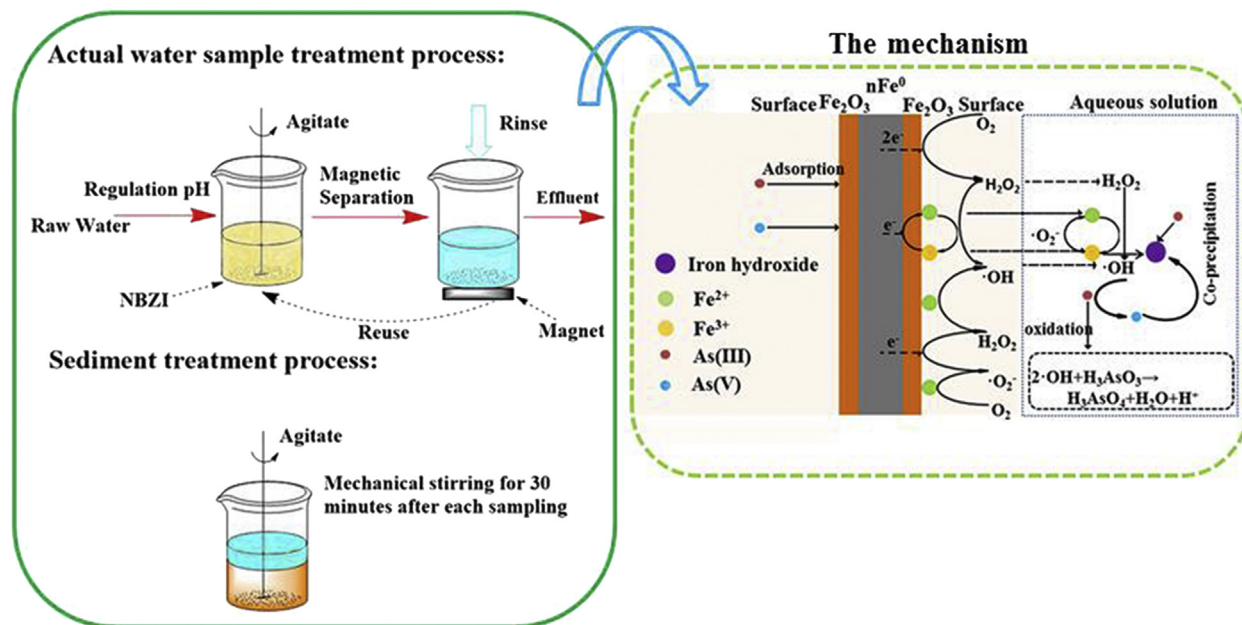 Actual water sample treatment process:
Agitate
Rinse
Regulation pH
Raw Water
Magnetic
Separation
Effluent
NBZI
Reuse
Magnet
Sediment treatment process:
Agitate
Mechanical stirring for 30
minutes after each sampling
The mechanism
Surface Fe₂O₃ nFe⁰ Fe₂O₃ Surface
Aqueous solution
O₂
2e⁻
Adsorption
H₂O₂
H₂O₂
e⁻
·O₂⁻
·OH
·OH
Co-precipitation
Iron hydroxide
Fe²⁺
Fe³⁺
As(III)
As(V)
oxidation
H₂O₂
e⁻
·O₂⁻
O₂
2·OH+H₃AsO₃→
H₃AsO₄+H₂O+H⁺